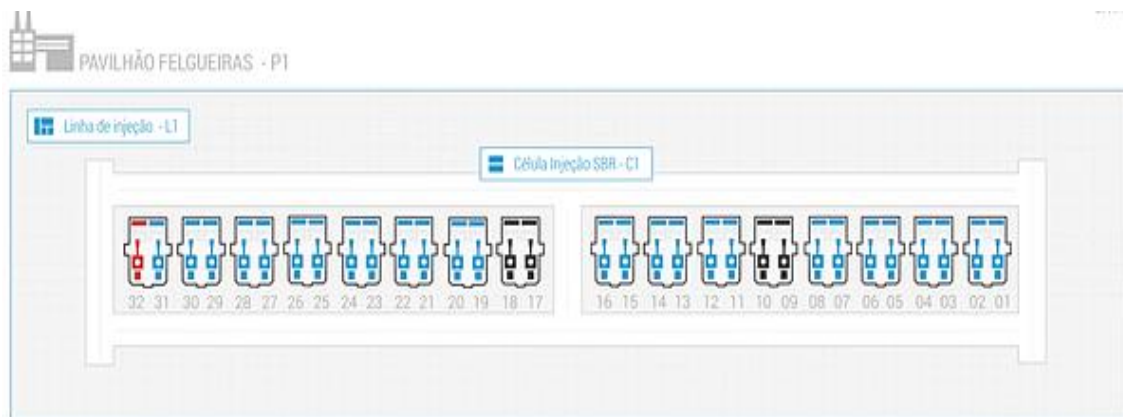 PAVILHÃO FELGUEIRAS - P1
Linha de injeção - L1
Célula Injeção SBR - C1
32 31 30 29 28 27 26 25 24 23 22 21 20 19 18 17 16 15 14 13 12 11 10 09 08 07 06 05 04 03 02 01